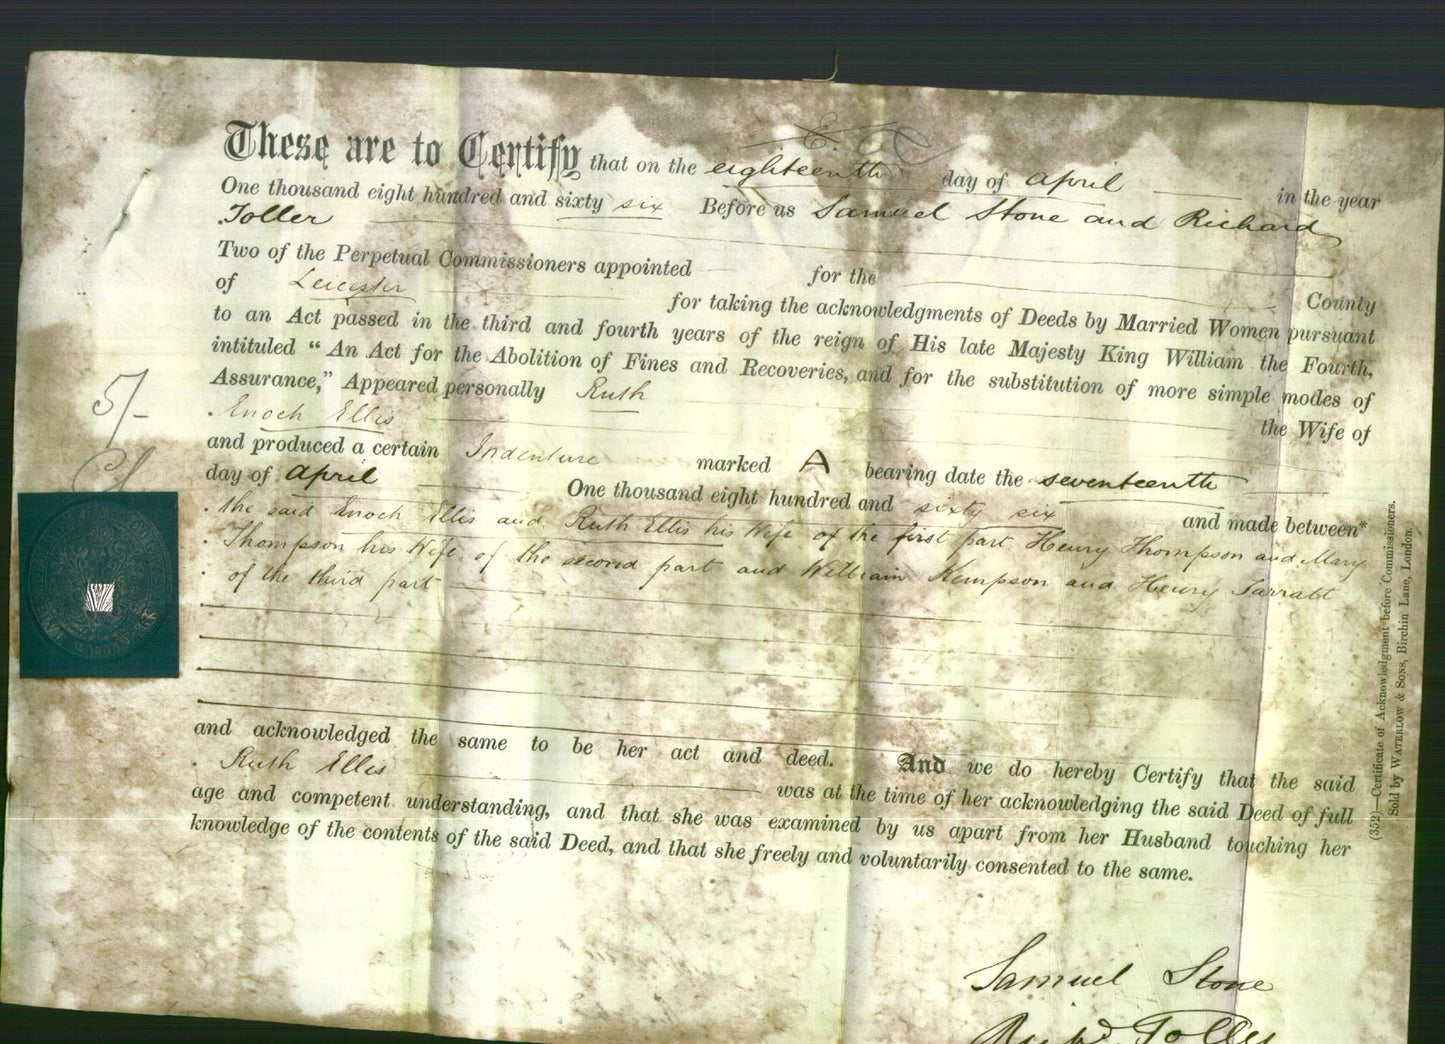 These are to Certify that on the eighteenth day of April in the year
One thousand eight hundred and sixty six Before us Samuel Stone and Richard
Toller
Two of the Perpetual Commissioners appointed for the County
of Leicester for taking the acknowledgments of Deeds by Married Women pursuant
to an Act passed in the third and fourth years of the reign of His late Majesty King William the Fourth,
intituled “An Act for the Abolition of Fines and Recoveries, and for the substitution of more simple modes of
Assurance,” Appeared personally Ruth the Wife of
Enoch Ellis
and produced a certain Indenture marked A bearing date the seventeenth
day of April One thousand eight hundred and sixty six and made between*
the said Enoch Ellis and Ruth Ellis his Wife of the first part Henry Thompson and Mary
Thompson his Wife of the second part and William Kempson and Henry Tarratt
of the third part
and acknowledged the same to be her act and deed. And we do hereby Certify that the said
Ruth Ellis was at the time of her acknowledging the said Deed of full
age and competent understanding, and that she was examined by us apart from her Husband touching her
knowledge of the contents of the said Deed, and that she freely and voluntarily consented to the same.
Samuel Stone
Richd Toller
5/-
(352)—Certificate of Acknowledgment before Commissioners.
Sold by WATERLOW & SONS, Birchin Lane, London.